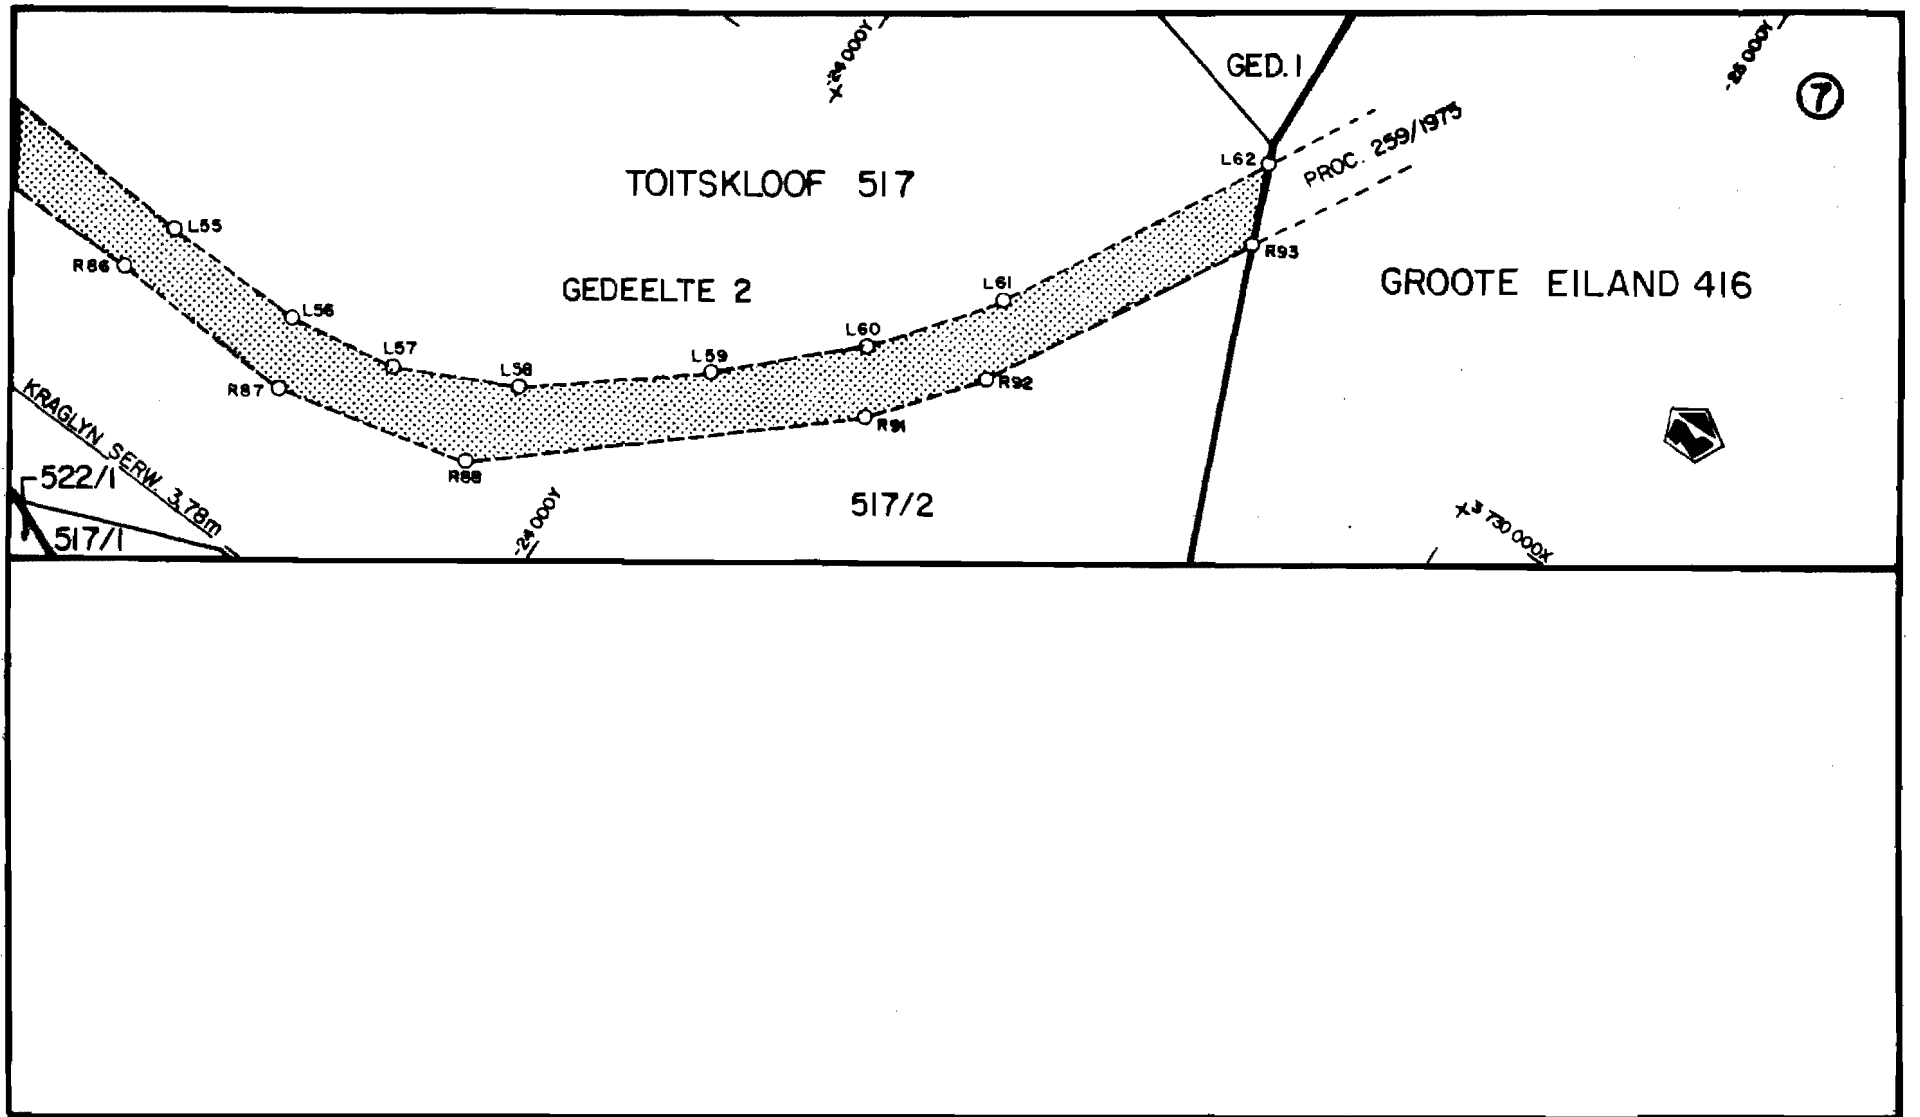 -24 000Y
GED. 1
-25 000Y
7
PROC. 259/1975
L62
TOITSKLOOF 517
L55
R93
R86
GEDEELTE 2
L61
GROOTE EILAND 416
L56
L60
L57
L59
L58
R92
R87
R91
KRAGLYN SERW. 3,78m
R88
522/1
517/2
-24 000Y
X 3 730 000X
517/1